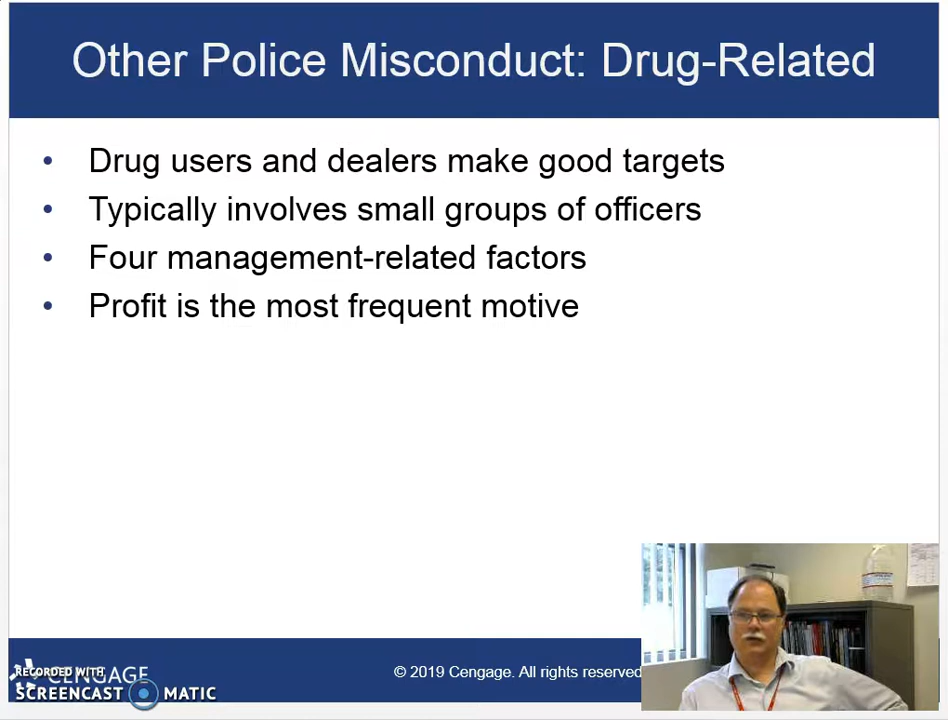 Other Police Misconduct: Drug-Related
• Drug users and dealers make good targets
• Typically involves small groups of officers
• Four management-related factors
• Profit is the most frequent motive
© 2019 Cengage. All rights reserved
CENGAGE
RECORDED WITH
SCREENCAST MATIC